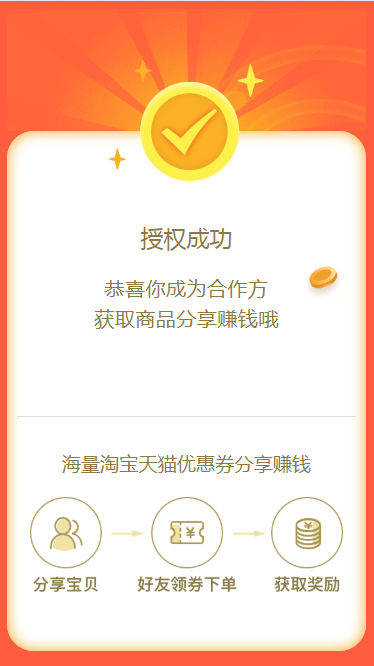 授权成功
恭喜你成为合作方
获取商品分享赚钱哦
海量淘宝天猫优惠券分享赚钱
¥ ¥
分享宝贝 好友领券下单 获取奖励